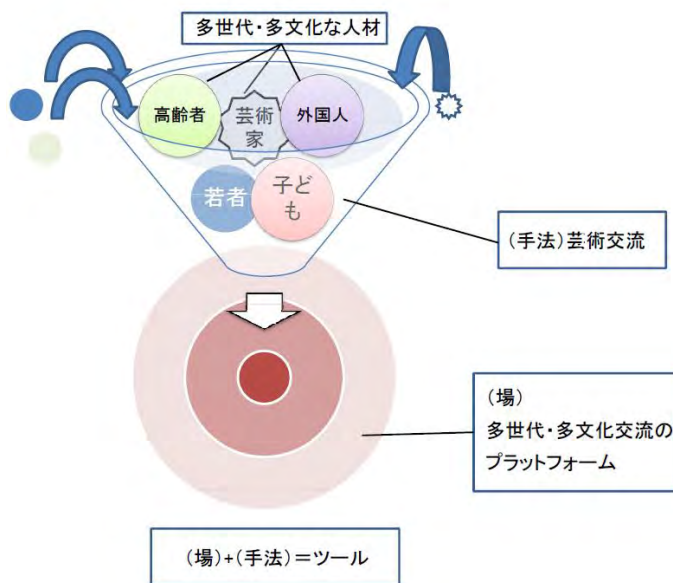 多世代・多文化な人材
高齢者
芸術
家
外国人
若者
子ど
も
(手法)芸術交流
(場)
多世代・多文化交流の
プラットフォーム
(場)+(手法)=ツール